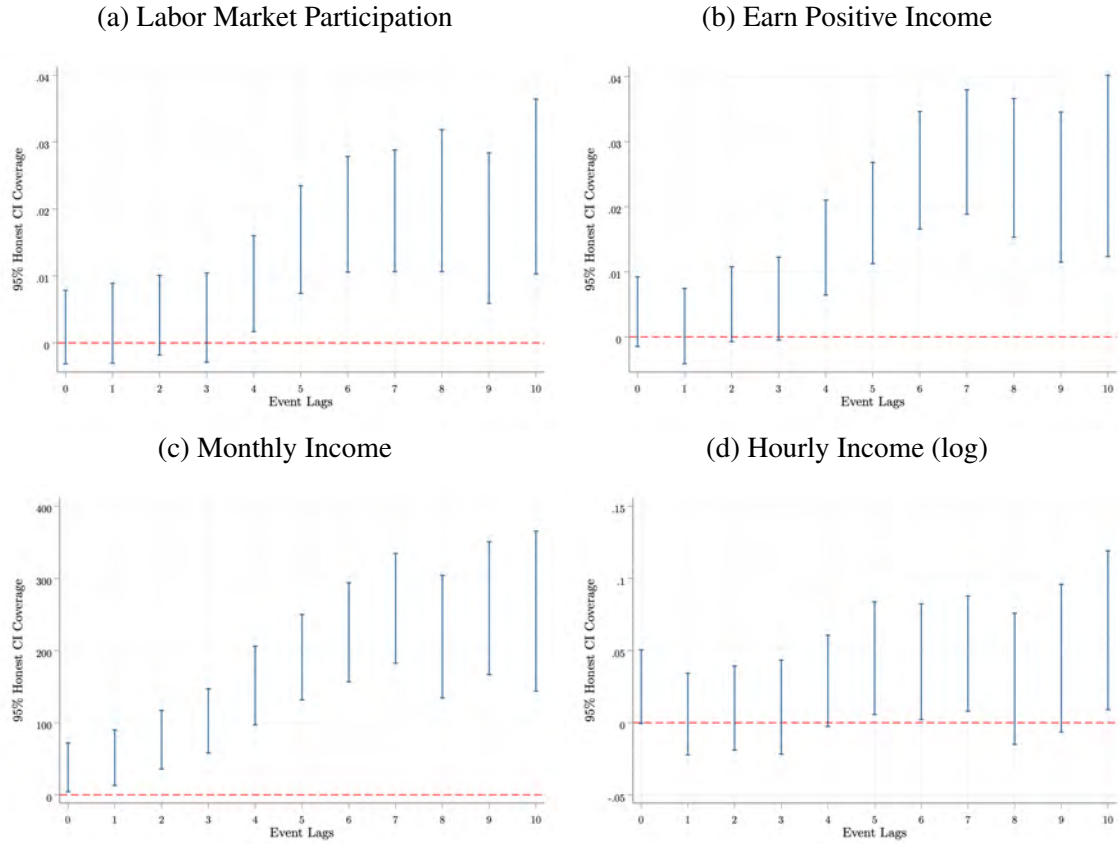 (a) Labor Market Participation
(b) Earn Positive Income
95% Honest CI Coverage
.04
.03
.02
.01
0
0 1 2 3 4 5 6 7 8 9 10
Event Lags
95% Honest CI Coverage
.04
.03
.02
.01
0
0 1 2 3 4 5 6 7 8 9 10
Event Lags
(c) Monthly Income
(d) Hourly Income (log)
95% Honest CI Coverage
400
300
200
100
0
0 1 2 3 4 5 6 7 8 9 10
Event Lags
95% Honest CI Coverage
.15
.1
.05
0
-.05
0 1 2 3 4 5 6 7 8 9 10
Event Lags